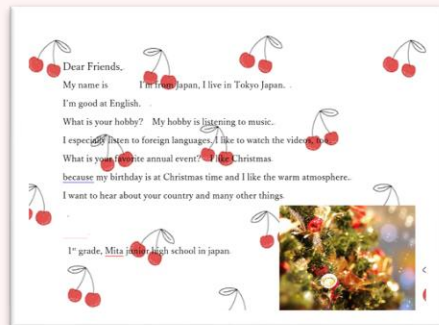 Dear Friends,
My name is I'm from Japan, I live in Tokyo Japan.
I'm good at English.
What is your hobby? My hobby is listening to music.
I especially listen to foreign languages. I like to watch the videos, too.
What is your favorite annual event? I like Christmas
because my birthday is at Christmas time and I like the warm atmosphere.
I want to hear about your country and many other things.
1st grade, Mita junior high school in japan